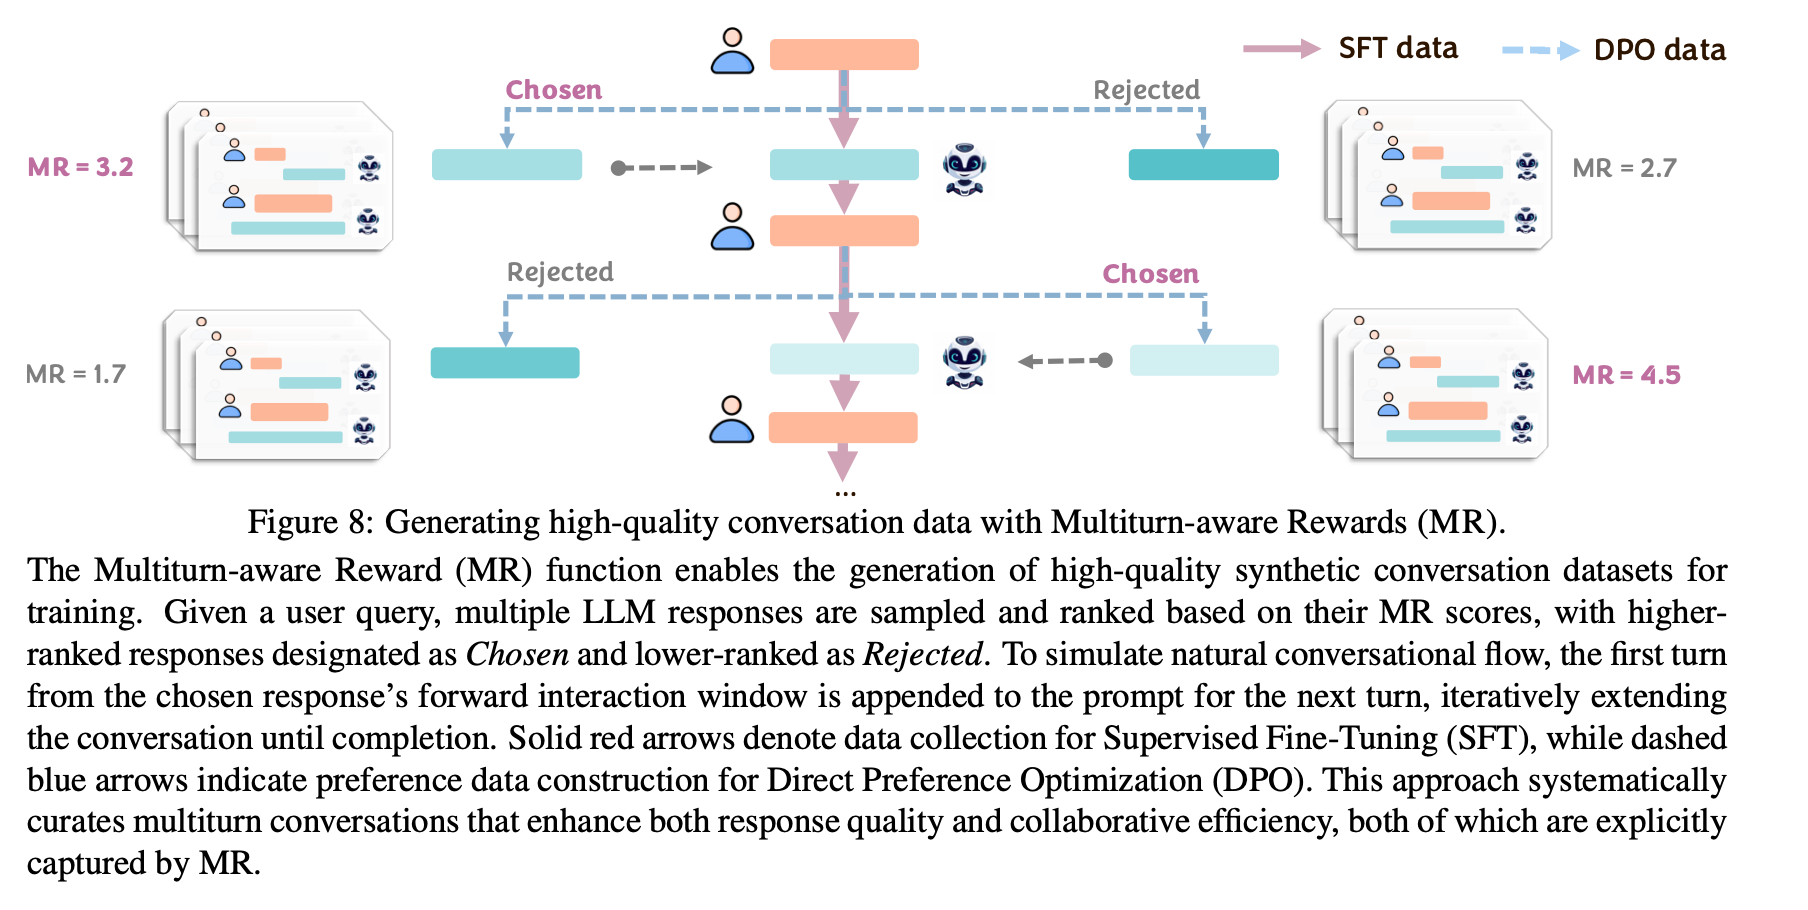 SFT data
DPO data
Chosen
Rejected
MR = 3.2
MR = 2.7
Rejected
Chosen
MR = 1.7
MR = 4.5
...
Figure 8: Generating high-quality conversation data with Multiturn-aware Rewards (MR).
The Multiturn-aware Reward (MR) function enables the generation of high-quality synthetic conversation datasets for
training. Given a user query, multiple LLM responses are sampled and ranked based on their MR scores, with higher-
ranked responses designated as Chosen and lower-ranked as Rejected. To simulate natural conversational flow, the first turn
from the chosen response's forward interaction window is appended to the prompt for the next turn, iteratively extending
the conversation until completion. Solid red arrows denote data collection for Supervised Fine-Tuning (SFT), while dashed
blue arrows indicate preference data construction for Direct Preference Optimization (DPO). This approach systematically
curates multiturn conversations that enhance both response quality and collaborative efficiency, both of which are explicitly
captured by MR.